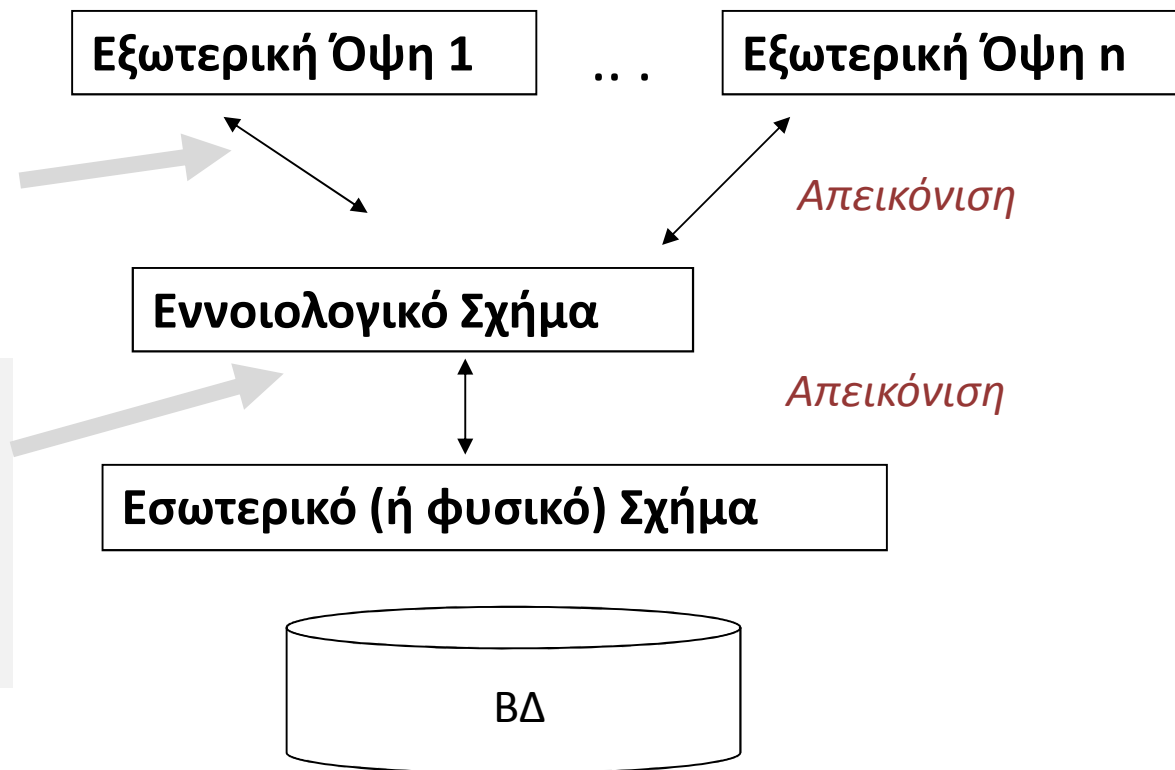 Εξωτερική Όψη 1 .. . Εξωτερική Όψη n
Απεικόνιση
Εννοιολογικό Σχήμα
Απεικόνιση
Εσωτερικό (ή φυσικό) Σχήμα
ΒΔ